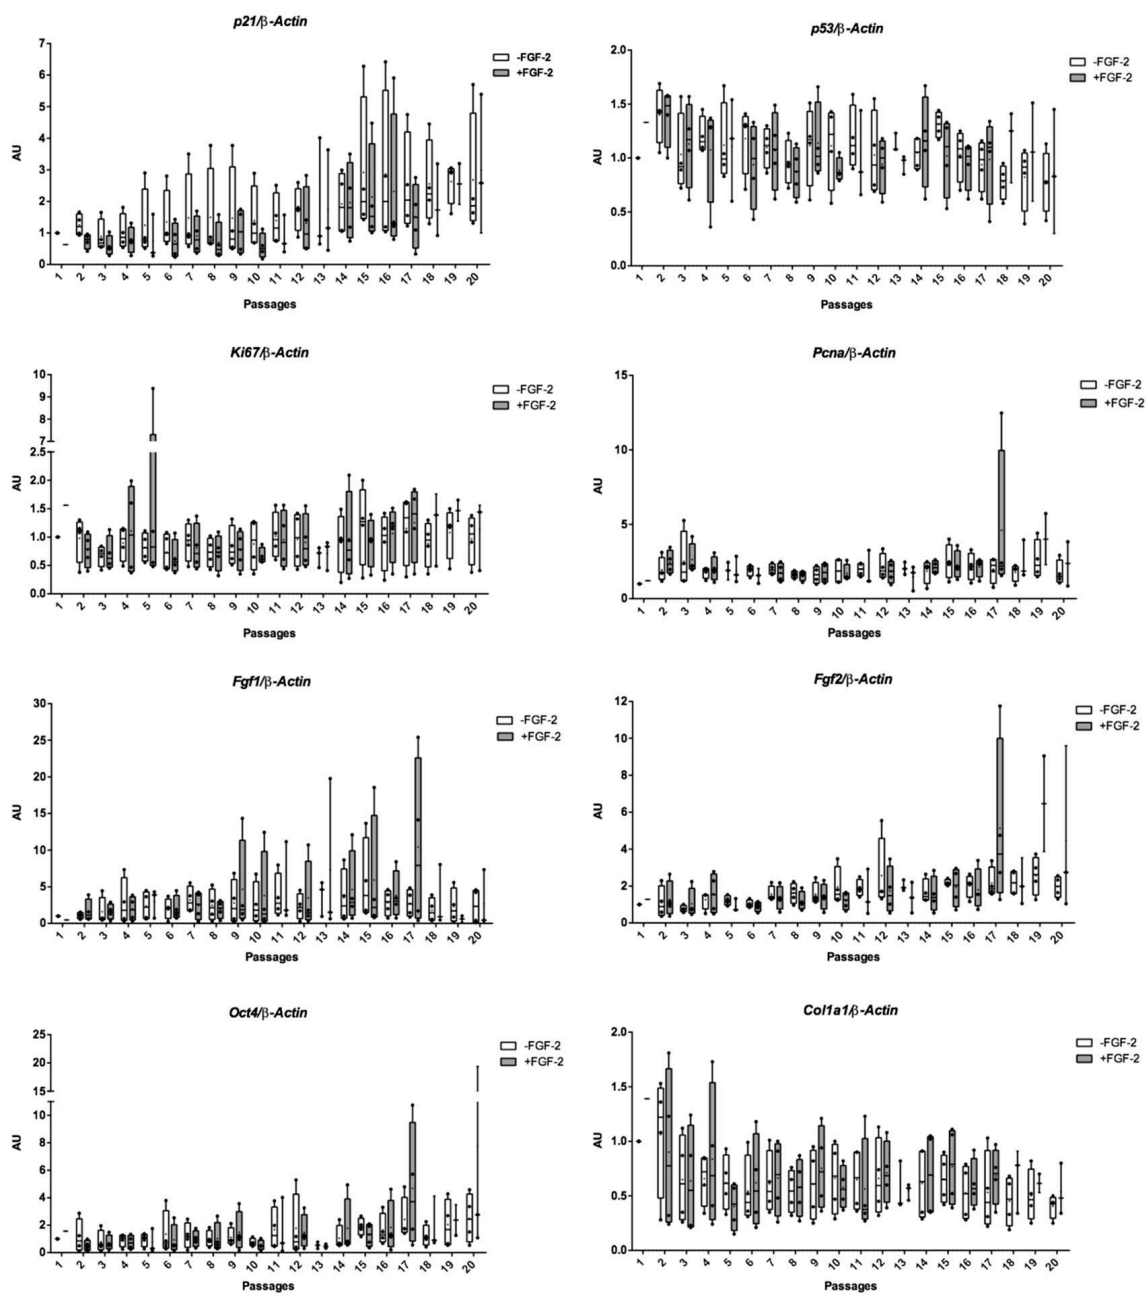 p21/β-Actin
7
6
5
4
3
2
1
0
AU
-FGF-2
+FGF-2
1 2 3 4 5 6 7 8 9 10 11 12 13 14 15 16 17 18 19 20
Passages
p53/β-Actin
2.0
1.5
1.0
0.5
0.0
AU
-FGF-2
+FGF-2
1 2 3 4 5 6 7 8 9 10 11 12 13 14 15 16 17 18 19 20
Passages
Ki67/β-Actin
10
9
8
7
2.5
2.0
1.5
1.0
0.5
0.0
AU
-FGF-2
+FGF-2
1 2 3 4 5 6 7 8 9 10 11 12 13 14 15 16 17 18 19 20
Passages
Pcna/β-Actin
15
10
5
0
AU
-FGF-2
+FGF-2
1 2 3 4 5 6 7 8 9 10 11 12 13 14 15 16 17 18 19 20
Passages
Fgf1/β-Actin
30
25
20
15
10
5
0
AU
-FGF-2
+FGF-2
1 2 3 4 5 6 7 8 9 10 11 12 13 14 15 16 17 18 19 20
Passages
Fgf2/β-Actin
12
10
8
6
4
2
0
AU
-FGF-2
+FGF-2
1 2 3 4 5 6 7 8 9 10 11 12 13 14 15 16 17 18 19 20
Passages
Oct4/β-Actin
25
20
15
10
8
6
4
2
0
AU
-FGF-2
+FGF-2
1 2 3 4 5 6 7 8 9 10 11 12 13 14 15 16 17 18 19 20
Passages
Col1a1/β-Actin
2.0
1.5
1.0
0.5
0.0
AU
-FGF-2
+FGF-2
1 2 3 4 5 6 7 8 9 10 11 12 13 14 15 16 17 18 19 20
Passages